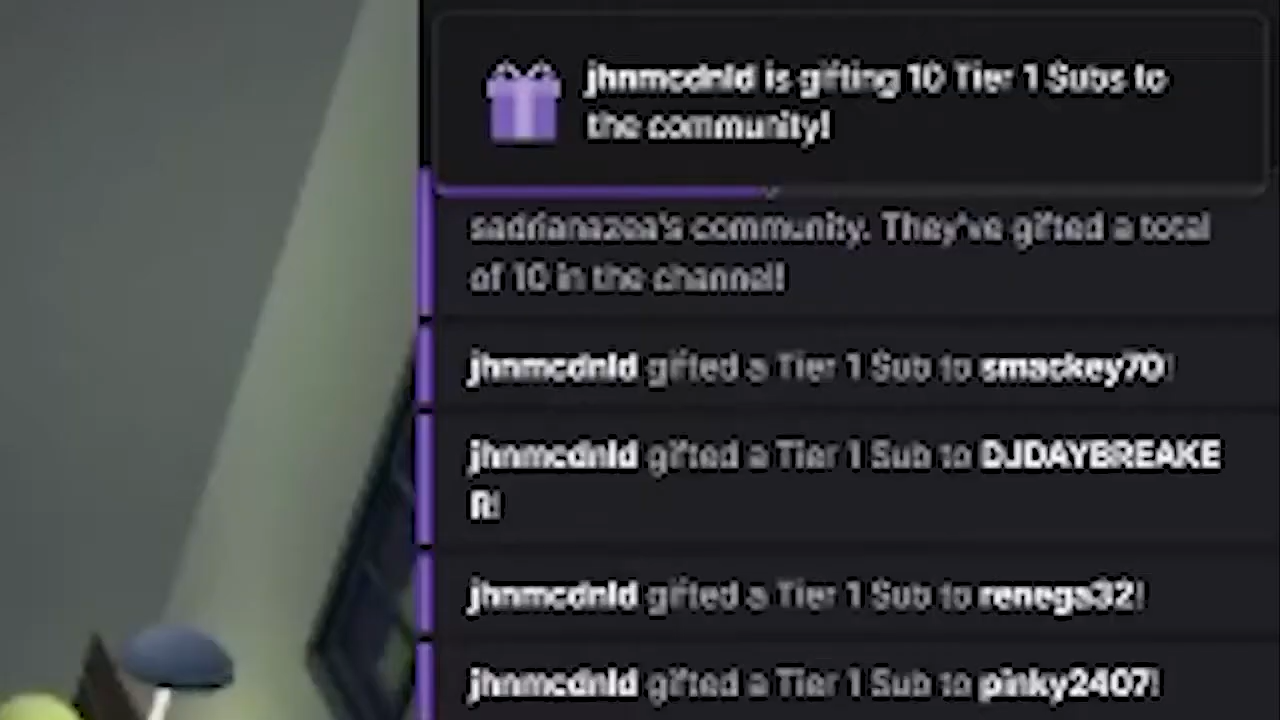 jhnmcdnld is gifting 10 Tier 1 Subs to
the community!
sadrianazea's community. They've gifted a total
of 10 in the channel!
jhnmcdnld gifted a Tier 1 Sub to smackey70!
jhnmcdnld gifted a Tier 1 Sub to DJDAYBREAKE
R!
jhnmcdnld gifted a Tier 1 Sub to renega32!
jhnmcdnld gifted a Tier 1 Sub to pinky2407!